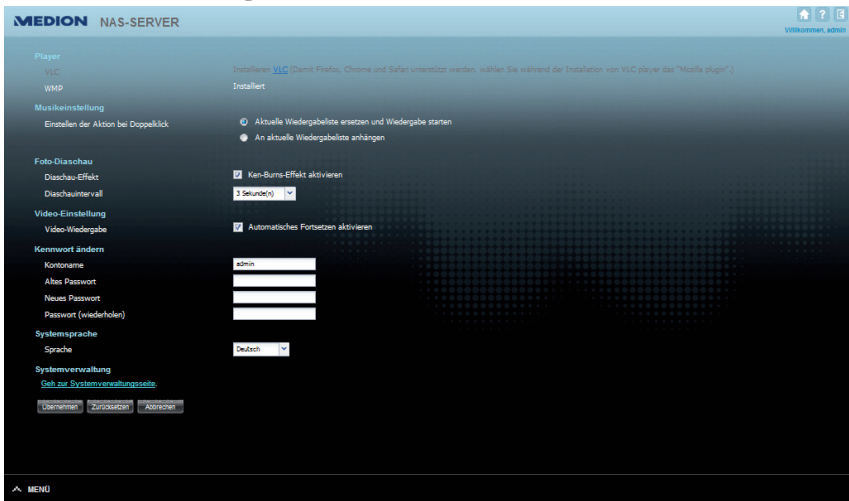 MEDION NAS-SERVER
Willkommen, admin
Player
VLC
Installieren VLC (Damit Firefox, Chrome und Safari unterstützt werden, wählen Sie während der Installation von VLC player das "Mozilla plugin".)
WMP
Installiert
Musikeinstellung
Einstellen der Aktion bei Doppelklick
Aktuelle Wiedergabeliste ersetzen und Wiedergabe starten
An aktuelle Wiedergabeliste anhängen
Foto-Diaschau
Diaschau-Effekt
Ken-Burns-Effekt aktivieren
Diaschauintervall
3 Sekunde(n)
Video-Einstellung
Video-Wiedergabe
Automatisches Fortsetzen aktivieren
Kennwort ändern
Kontoname
admin
Altes Passwort
Neues Passwort
Passwort (wiederholen)
Systemsprache
Sprache
Deutsch
Systemverwaltung
Geh zur Systemverwaltungsseite.
Übernehmen Zurücksetzen Abbrechen
MENÜ